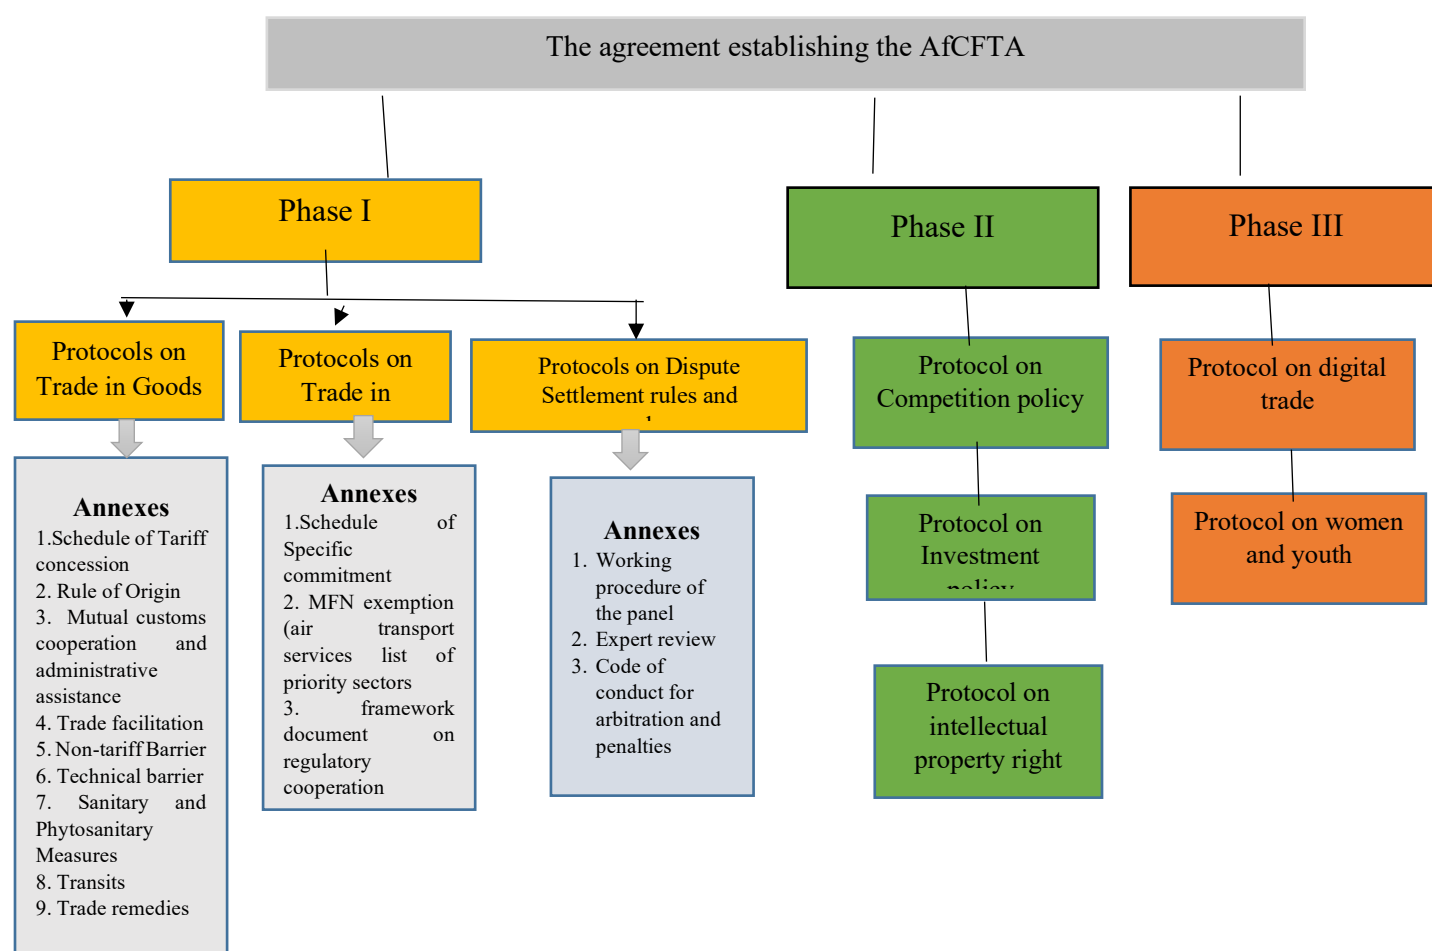 The agreement establishing the AfCFTA
Phase I
Phase II
Phase III
Protocols on
Trade in Goods
Protocols on
Trade in
Protocols on Dispute
Settlement rules and
Protocol on
Competition policy
Protocol on digital
trade
Annexes
1.Schedule of Tariff
concession
2. Rule of Origin
3. Mutual customs
cooperation and
administrative
assistance
4. Trade facilitation
5. Non-tariff Barrier
6. Technical barrier
7. Sanitary and
Phytosanitary
Measures
8. Transits
9. Trade remedies
Annexes
1.Schedule of
Specific
commitment
2. MFN exemption
(air transport
services list of
priority sectors
3. framework
document on
regulatory
cooperation
Annexes
1. Working
procedure of
the panel
2. Expert review
3. Code of
conduct for
arbitration and
penalties
Protocol on
Investment
policy
Protocol on women
and youth
Protocol on
intellectual
property right